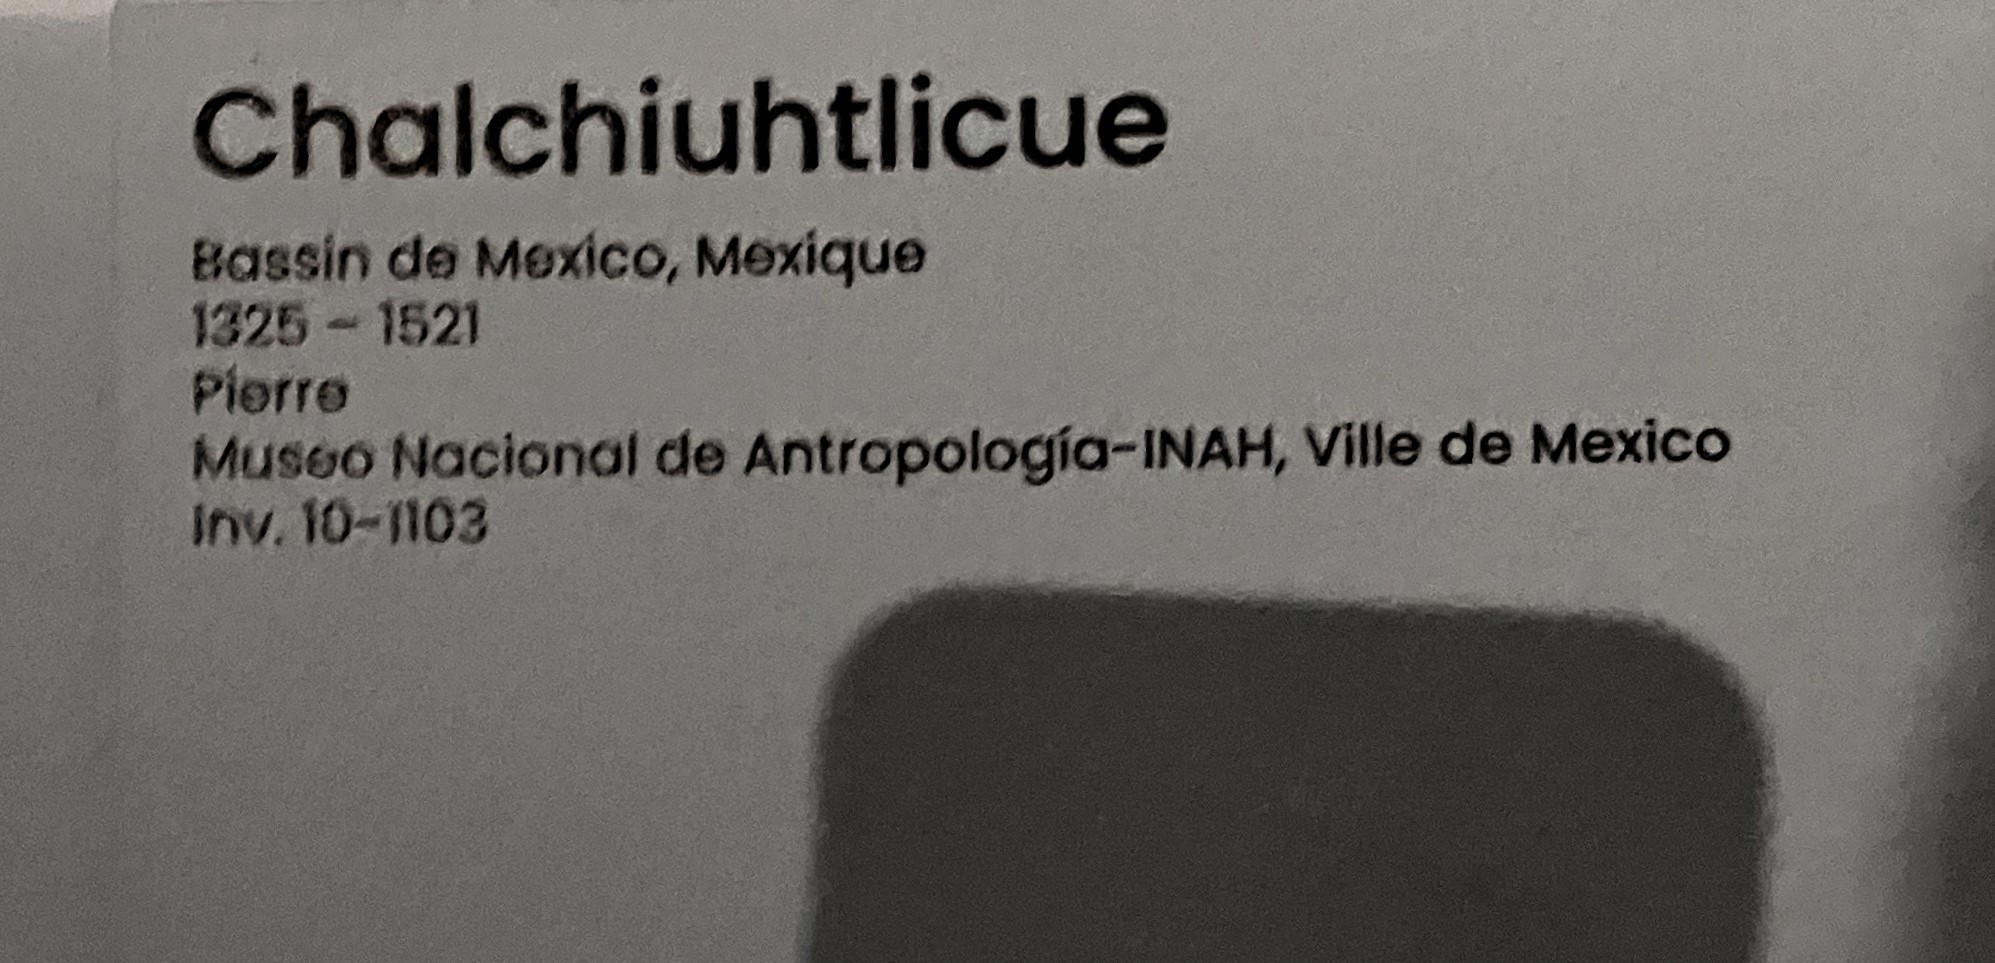 Chalchiuhtlicue
Bassin de Mexico, Mexique
1325 – 1521
Pierre
Museo Nacional de Antropología-INAH, Ville de Mexico
Inv. 10-1103